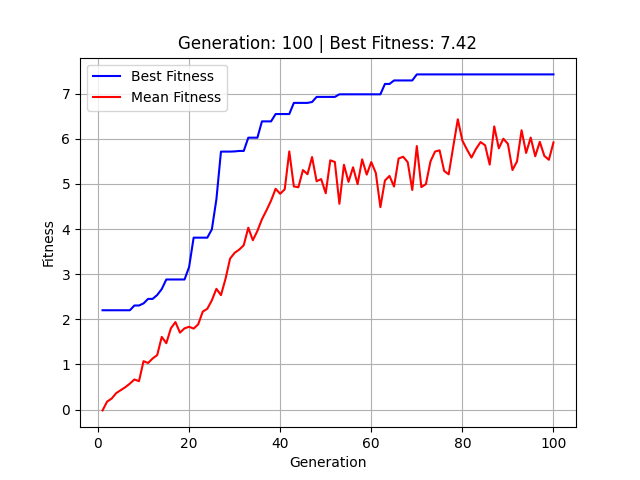 Generation: 100 | Best Fitness: 7.42
Best Fitness
Mean Fitness
7
6
5
4
3
2
1
0
Fitness
0 20 40 60 80 100
Generation